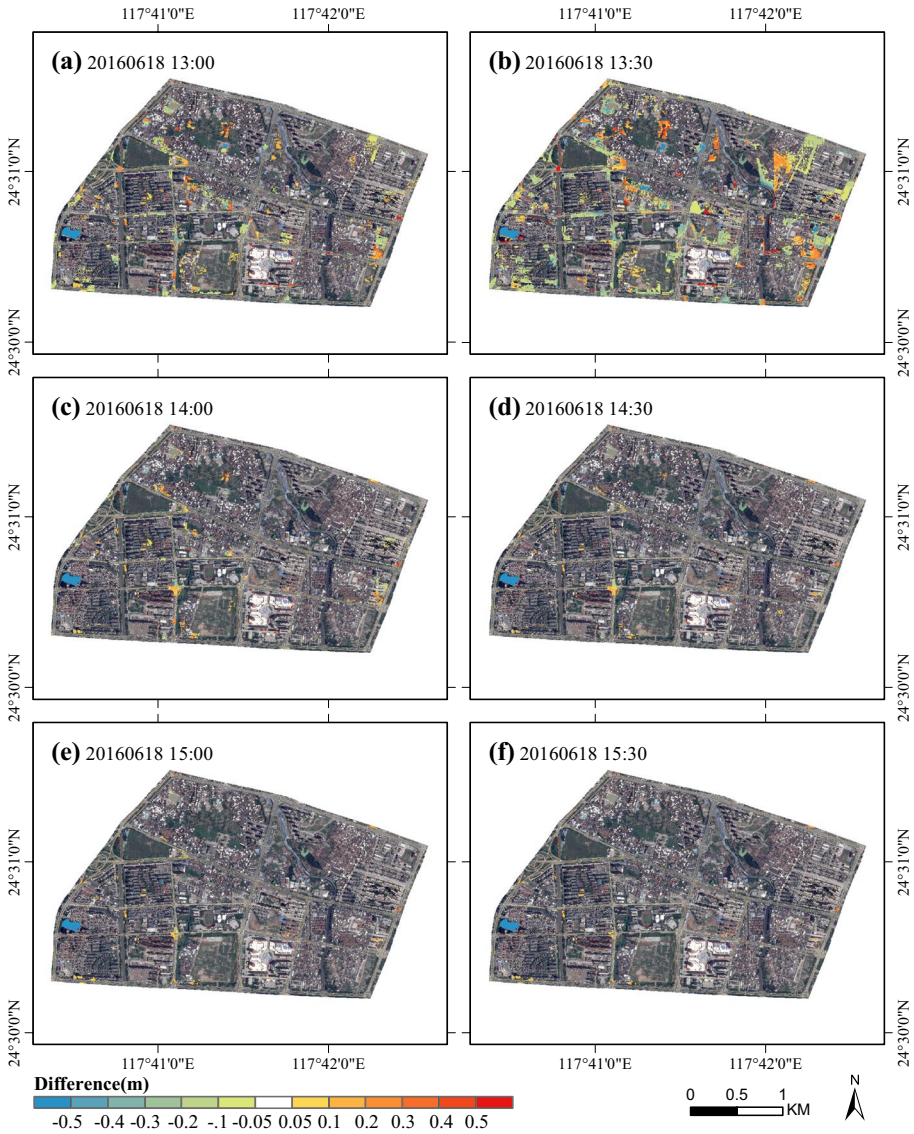 117°41'0"E 117°42'0"E 117°41'0"E 117°42'0"E
(a) 20160618 13:00
(b) 20160618 13:30
24°31'0"N
24°31'0"N
24°30'0"N
24°30'0"N
(c) 20160618 14:00
(d) 20160618 14:30
24°31'0"N
24°31'0"N
24°30'0"N
24°30'0"N
(e) 20160618 15:00
(f) 20160618 15:30
24°31'0"N
24°31'0"N
24°30'0"N
24°30'0"N
117°41'0"E 117°42'0"E 117°41'0"E 117°42'0"E
Difference(m)
-0.5 -0.4 -0.3 -0.2 -.1 -0.05 0.05 0.1 0.2 0.3 0.4 0.5
0 0.5 1
KM
N